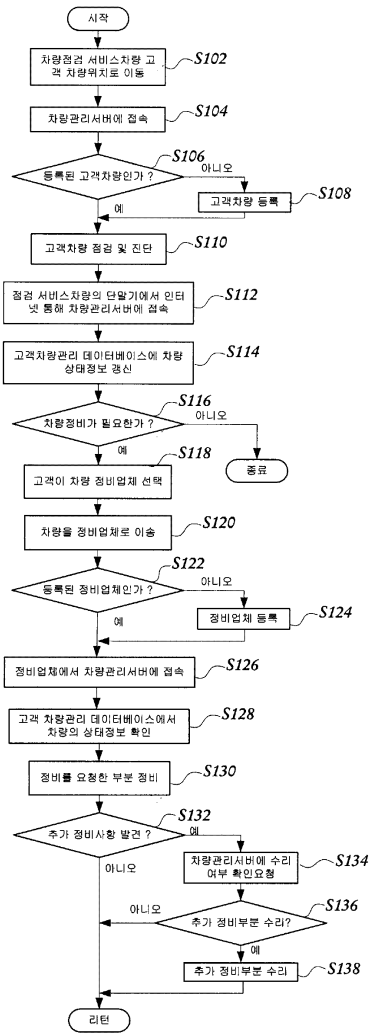 시작
차량점검 서비스차량 고
객 차량위치로 이동
S102
차량관리서버에 접속
S104
등록된 고객차량인가 ?
S106
아니오
고객차량 등록
S108
예
고객차량 점검 및 진단
S110
점검 서비스차량의 단말기에서 인터
넷 통해 차량관리서버에 접속
S112
고객차량관리 데이터베이스에 차량
상태정보 갱신
S114
차량정비가 필요한가 ?
S116
아니오
종료
예
고객이 차량 정비업체 선택
S118
차량을 정비업체로 이송
S120
등록된 정비업체인가 ?
S122
아니오
정비업체 등록
S124
예
정비업체에서 차량관리서버에 접속
S126
고객 차량관리 데이터베이스에서
차량의 상태정보 확인
S128
정비를 요청한 부분 정비
S130
추가 정비사항 발견 ?
S132
예
아니오
차량관리서버에 수리
여부 확인요청
S134
추가 정비부분 수리?
S136
아니오
예
추가 정비부분 수리
S138
리턴